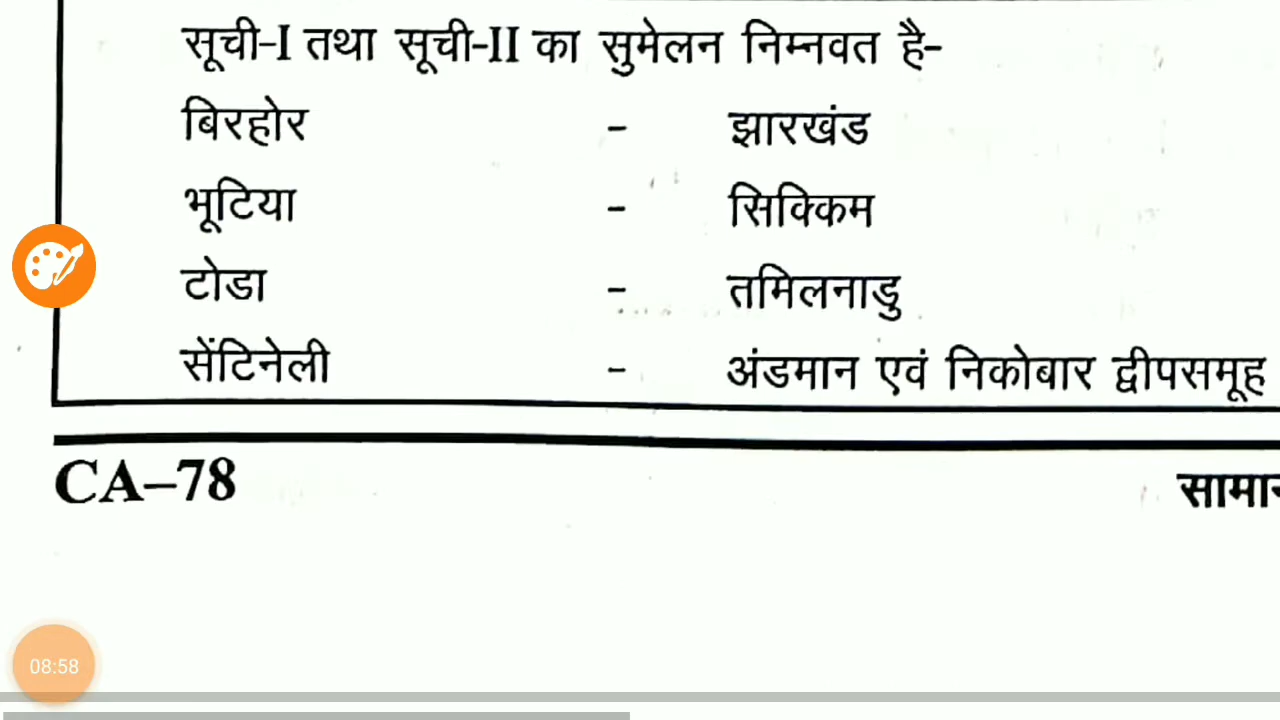 सूची-I तथा सूची-II का सुमेलन निम्नवत है-
बिरहोर - झारखंड
भूटिया - सिक्किम
टोडा - तमिलनाडु
सेंटिनेली - अंडमान एवं निकोबार द्वीपसमूह
CA–78
08:58